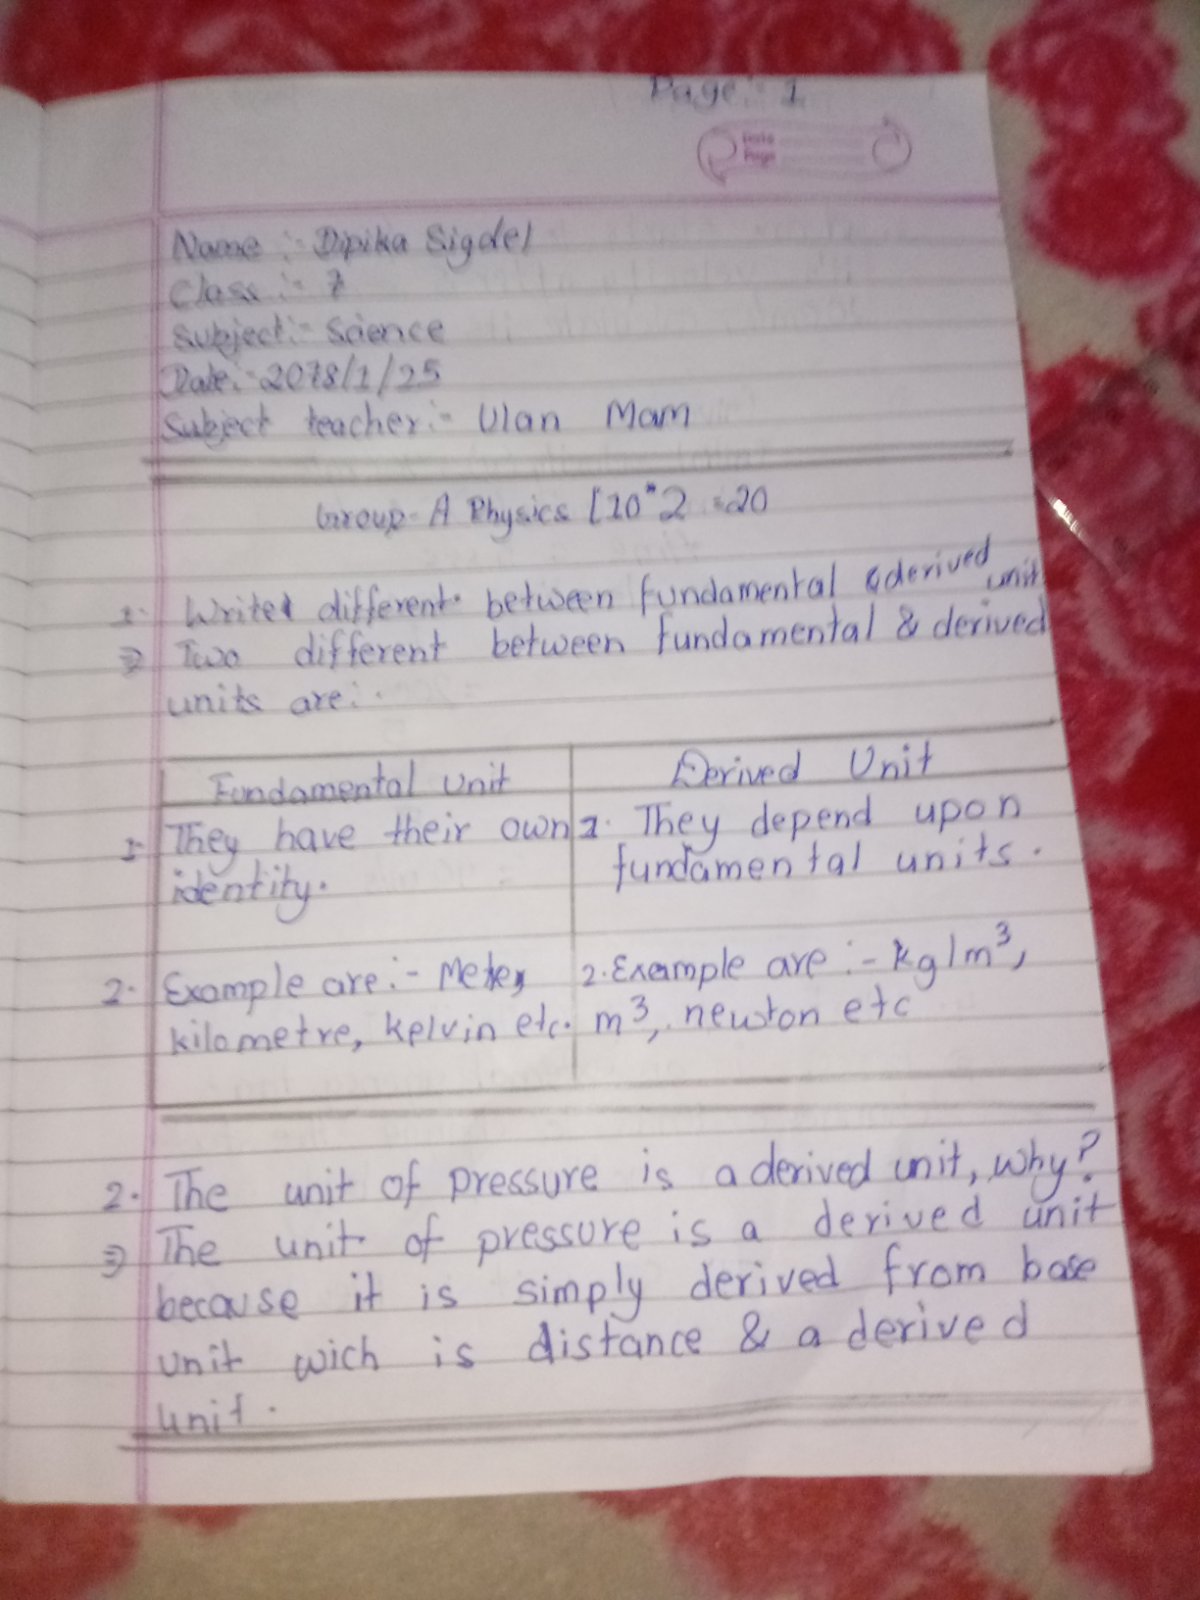 Page:- 1
Date
Page
Name :- Dipika Sigdel
Class :- 7
Subject:- Science
Date:- 2078/1/25
Subject teacher:- Ulan Mam
Group- A Physics [10*2 =20
1. Write different between fundamental & derived unit
⇒ Two different between fundamental & derived
units are:-
Fundamental Unit
Derived Unit
1. They have their own
identity.
1. They depend upon
fundamental units.
2. Example are:- Meter,
kilometre, kelvin etc.
2. Example are :- kg/m³,
m³, newton etc
2. The unit of pressure is a derived unit, why?
⇒ The unit of pressure is a derived unit
because it is simply derived from base
unit wich is distance & a derived
unit.